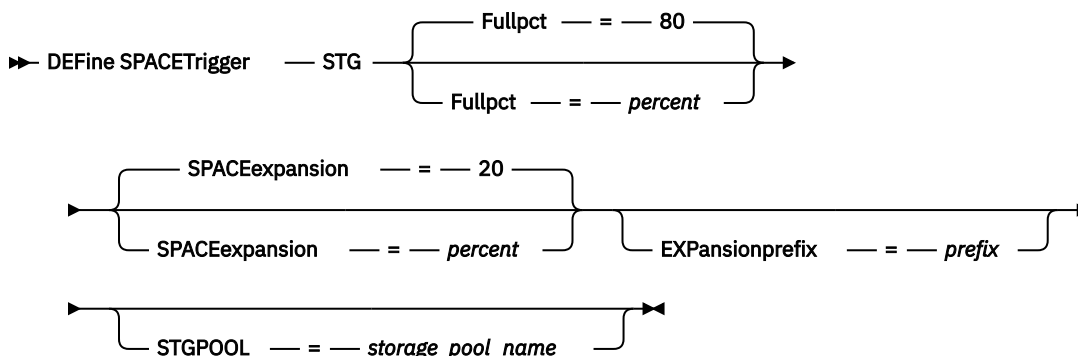 Fullpct = 80
DEFine SPACETrigger STG
Fullpct = percent
SPACEexpansion = 20
SPACEexpansion = percent EXPansionprefix = prefix
STGPOOL = storage_pool_name